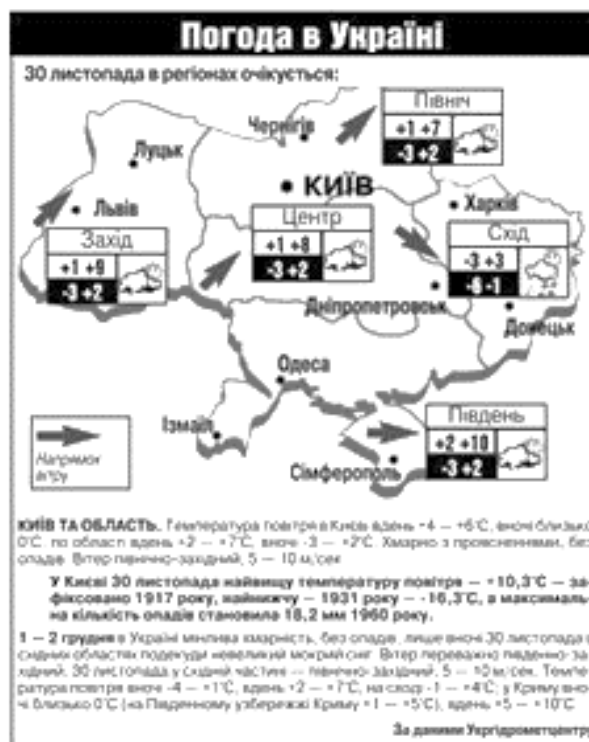 Погода в Україні
30 листопада в регіонах очікується:
Північ
+1 +7
-3 +2
Чернігів
Луцьк
КИЇВ
Львів
Харків
Захід
+1 +9
-3 +2
Центр
+1 +8
-3 +2
Схід
-3 +3
-6 -1
Дніпропетровськ
Донецьк
Одеса
Ізмаїл
Південь
+2 +10
-3 +2
Сімферополь
Напрямок
вітру
КИЇВ ТА ОБЛАСТЬ. Температура повітря в Києві вдень +4 — +6°С, вночі близько
0°С, по області вдень +2 — +7°С, вночі -3 — +2°С. Хмарно з проясненнями, без
опадів. Вітер північно-західний, 5 — 10 м/сек
У Києві 30 листопада найвищу температуру повітря — +10,3°С — за-
фіксовано 1917 року, найнижчу — 1931 року — -16,3°С, а максималь-
на кількість опадів становила 18,2 мм 1960 року.
1 — 2 грудня в Україні мінлива хмарність, без опадів, лише вночі 30 листопада в
східних областях подекуди невеликий мокрий сніг. Вітер переважно південно-за-
хідний, 30 листопада у східній частині — північно-західний, 5 — 10 м/сек. Темпе-
ратура повітря вночі -4 — +1°С, вдень +2 — +7°С, на сході -1 — +4°С; у Криму вно-
чі близько 0°С (на Південному узбережжі Криму +1 — +5°С), вдень +5 — +10°С
За даними Укргідрометцентру